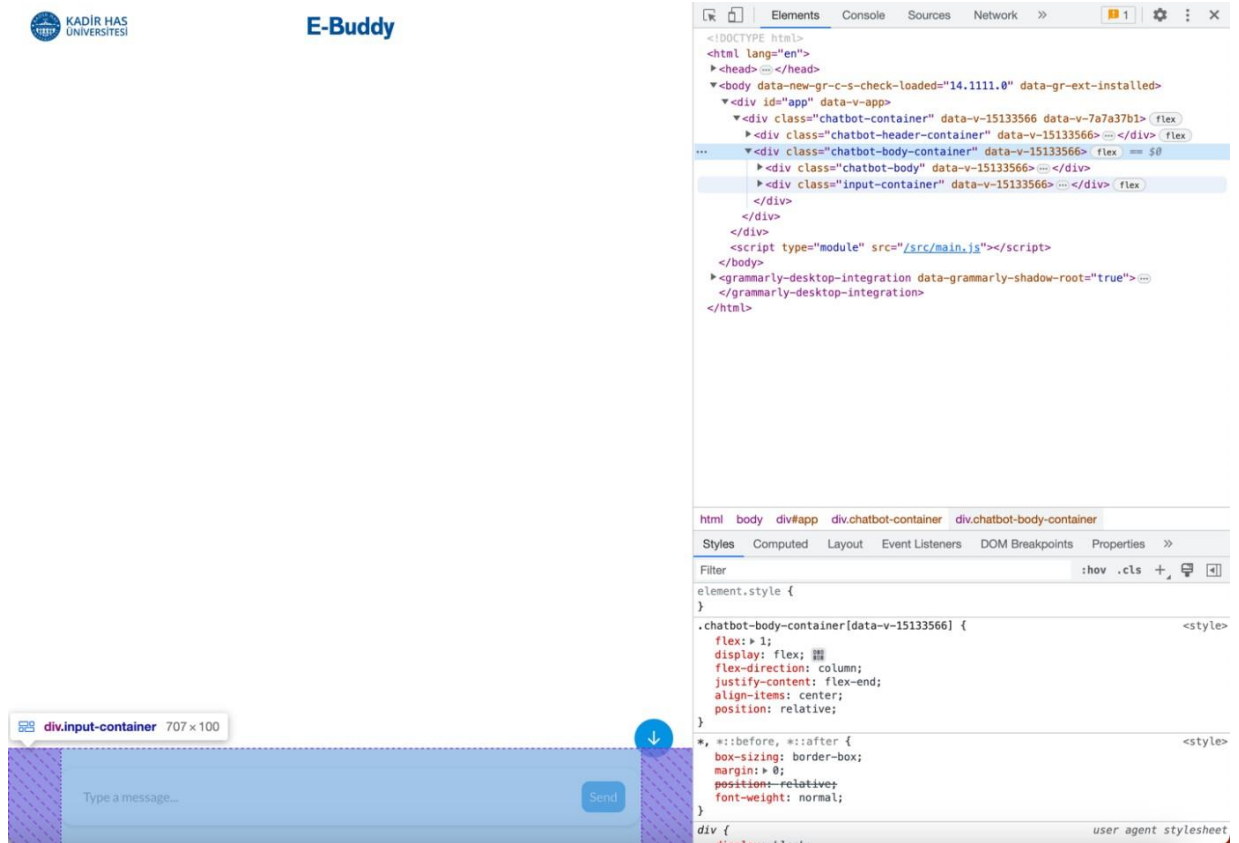 KADİR HAS
ÜNİVERSİTESİ
E-Buddy
div.input-container 707 × 100
Type a message...
Send
Elements Console Sources Network » 1
<!DOCTYPE html>
<html lang="en">
▶<head>…</head>
▼<body data-new-gr-c-s-check-loaded="14.1111.0" data-gr-ext-installed>
▼<div id="app" data-v-app>
▼<div class="chatbot-container" data-v-15133566 data-v-7a7a37b1> flex
▶<div class="chatbot-header-container" data-v-15133566>…</div> flex
… ▼<div class="chatbot-body-container" data-v-15133566> flex == $0
▶<div class="chatbot-body" data-v-15133566>…</div>
▶<div class="input-container" data-v-15133566>…</div> flex
</div>
</div>
</div>
<script type="module" src="/src/main.js"></script>
</body>
▶<grammarly-desktop-integration data-grammarly-shadow-root="true">…
</grammarly-desktop-integration>
</html>
html body div#app div.chatbot-container div.chatbot-body-container
Styles Computed Layout Event Listeners DOM Breakpoints Properties »
Filter :hov .cls +
element.style {
}
.chatbot-body-container[data-v-15133566] { <style>
flex:▶ 1;
display: flex;
flex-direction: column;
justify-content: flex-end;
align-items: center;
position: relative;
}
*, *::before, *::after { <style>
box-sizing: border-box;
margin:▶ 0;
position: relative;
font-weight: normal;
}
div { user agent stylesheet